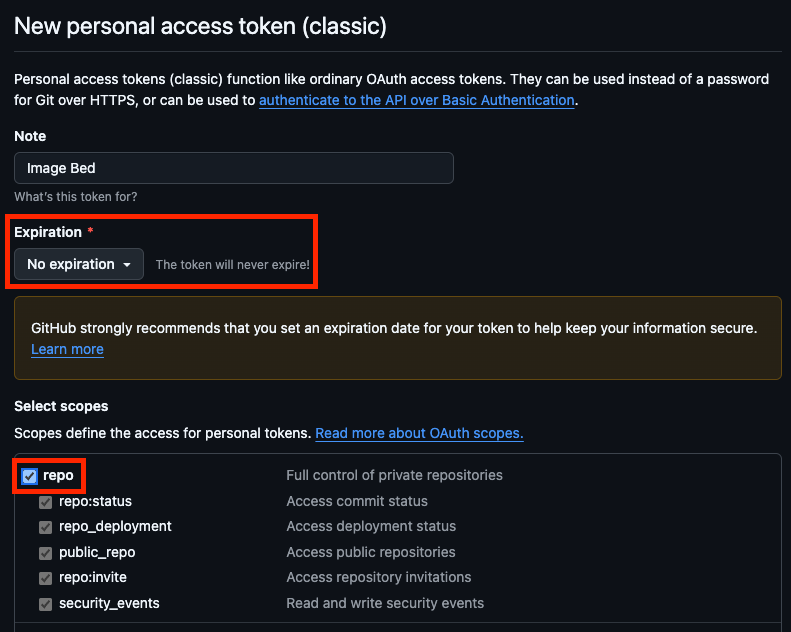 New personal access token (classic)
Personal access tokens (classic) function like ordinary OAuth access tokens. They can be used instead of a password
for Git over HTTPS, or can be used to authenticate to the API over Basic Authentication.
Note
Image Bed
What's this token for?
Expiration *
No expiration The token will never expire!
GitHub strongly recommends that you set an expiration date for your token to help keep your information secure.
Learn more
Select scopes
Scopes define the access for personal tokens. Read more about OAuth scopes.
repo Full control of private repositories
repo:status Access commit status
repo_deployment Access deployment status
public_repo Access public repositories
repo:invite Access repository invitations
security_events Read and write security events